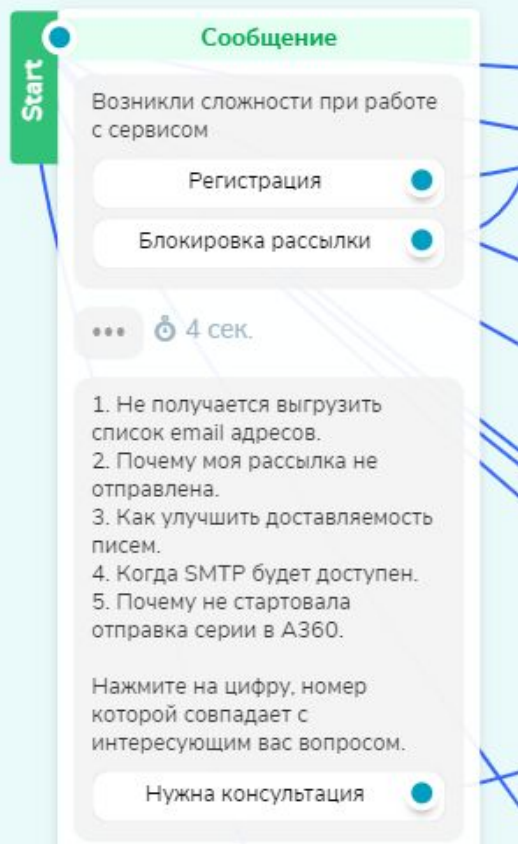 Start
Сообщение
Возникли сложности при работе
с сервисом
Регистрация
Блокировка рассылки
4 сек.
1. Не получается выгрузить
список email адресов.
2. Почему моя рассылка не
отправлена.
3. Как улучшить доставляемость
писем.
4. Когда SMTP будет доступен.
5. Почему не стартовала
отправка серии в А360.
Нажмите на цифру, номер
которой совпадает с
интересующим вас вопросом.
Нужна консультация